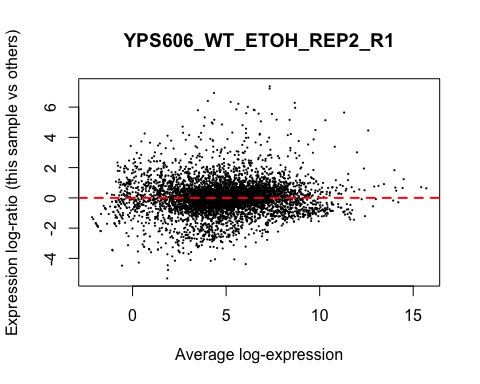 YPS606_WT_ETOH_REP2_R1
Expression log-ratio (this sample vs others)
6
4
2
0
-2
-4
0 5 10 15
Average log-expression